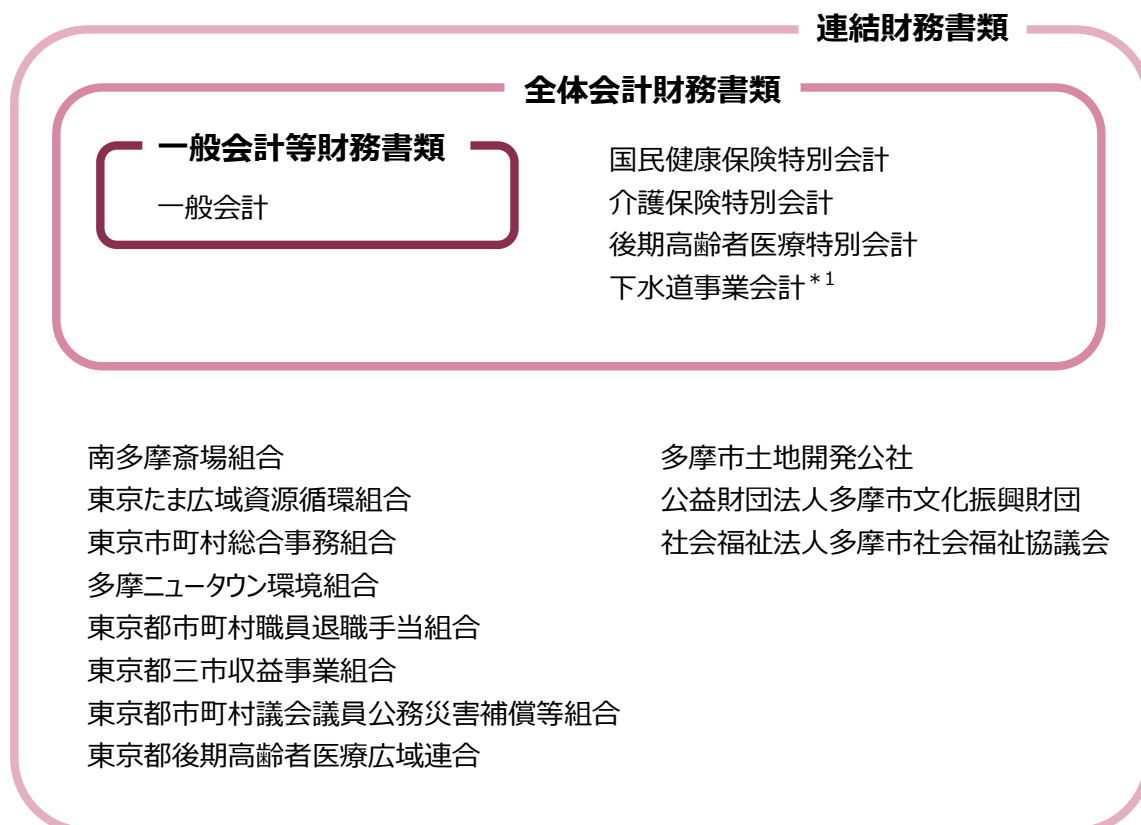 連結財務書類
全体会計財務書類
一般会計等財務書類
一般会計
国民健康保険特別会計
介護保険特別会計
後期高齢者医療特別会計
下水道事業会計*1
南多摩斎場組合
東京たま広域資源循環組合
東京市町村総合事務組合
多摩ニュータウン環境組合
東京都市町村職員退職手当組合
東京都三市収益事業組合
東京都市町村議会議員公務災害補償等組合
東京都後期高齢者医療広域連合
多摩市土地開発公社
公益財団法人多摩市文化振興財団
社会福祉法人多摩市社会福祉協議会